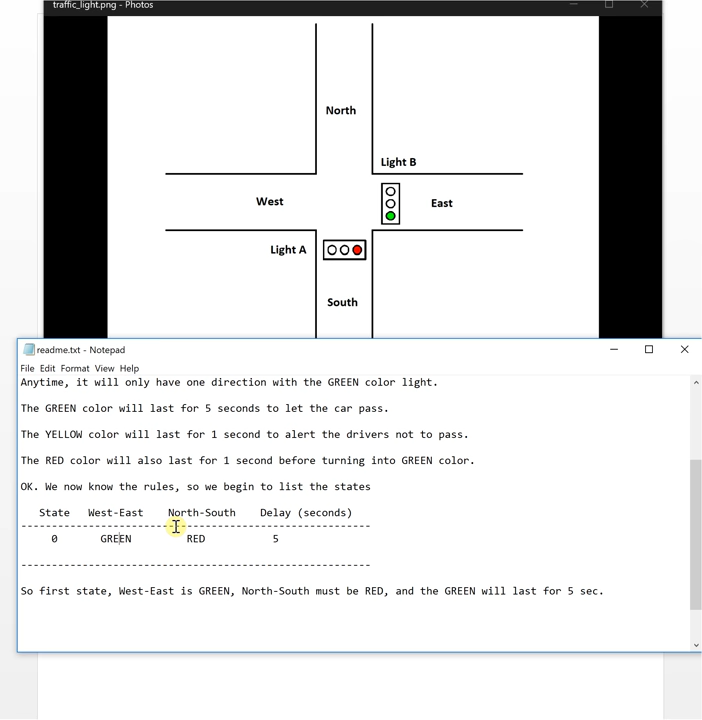 traffic_light.png - Photos
North
Light B
West
East
Light A
South
readme.txt - Notepad
File Edit Format View Help
Anytime, it will only have one direction with the GREEN color light.
The GREEN color will last for 5 seconds to let the car pass.
The YELLOW color will last for 1 second to alert the drivers not to pass.
The RED color will also last for 1 second before turning into GREEN color.
OK. We now know the rules, so we begin to list the states
State West-East North-South Delay (seconds)
-------------------------------------------------------
0 GREEN RED 5
-------------------------------------------------------
So first state, West-East is GREEN, North-South must be RED, and the GREEN will last for 5 sec.